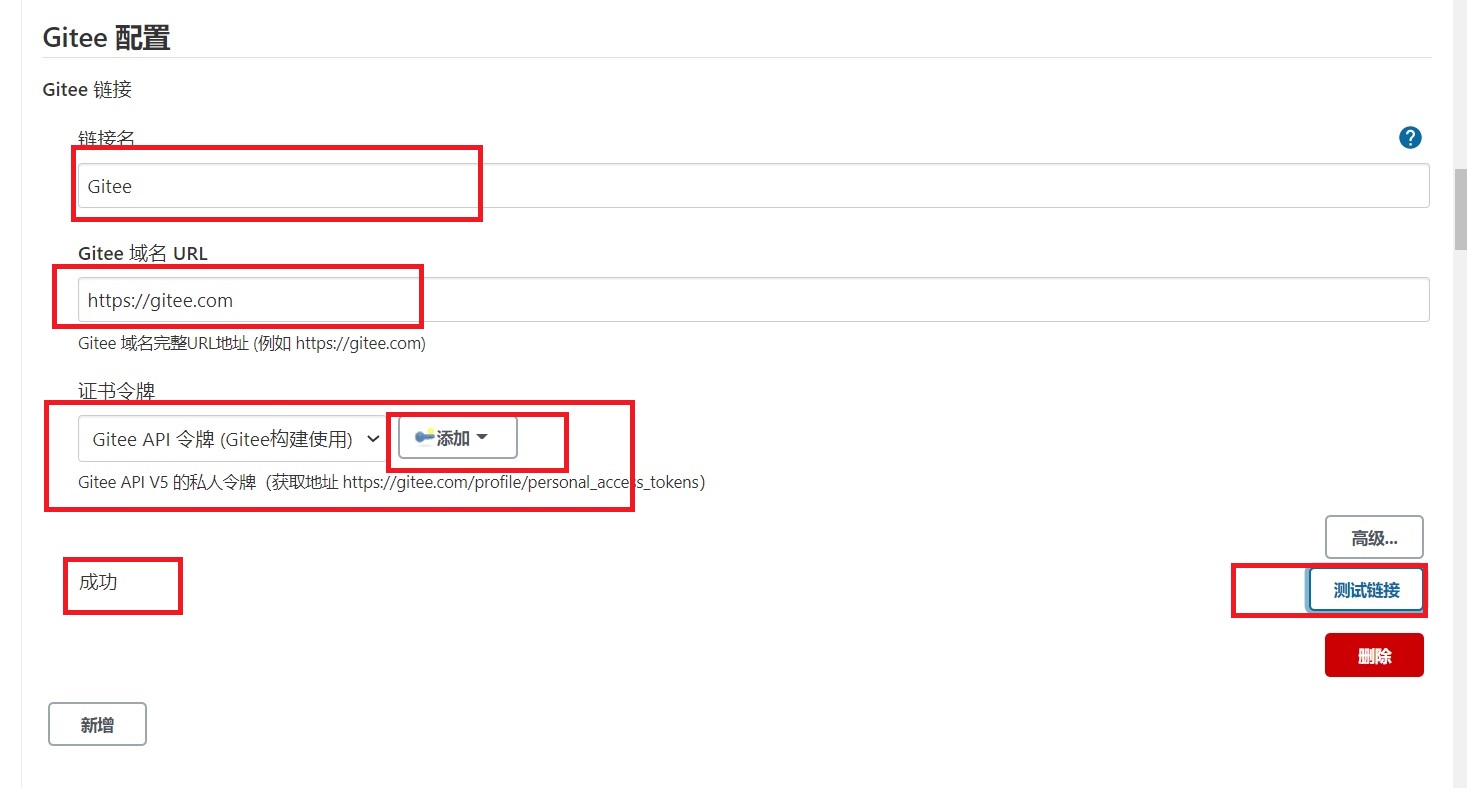 Gitee 配置
Gitee 链接
链接名
?
Gitee
Gitee 域名 URL
https://gitee.com
Gitee 域名完整URL地址 (例如 https://gitee.com)
证书令牌
Gitee API 令牌 (Gitee构建使用)
添加
Gitee API V5 的私人令牌（获取地址 https://gitee.com/profile/personal_access_tokens）
高级...
成功
测试链接
删除
新增